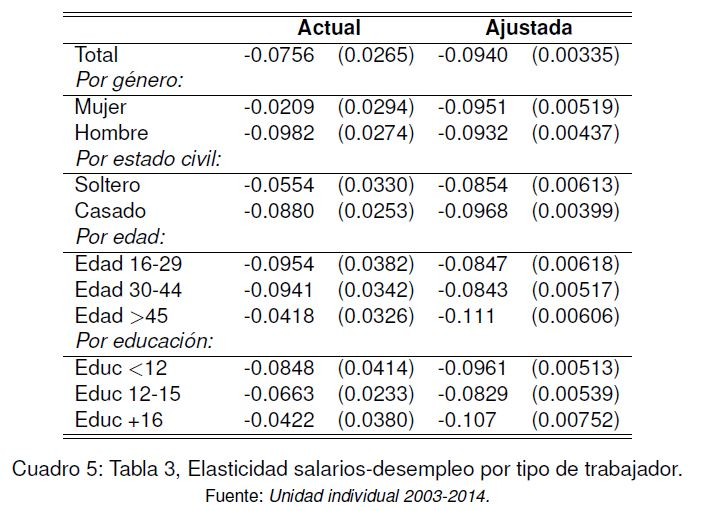 Actual Ajustada
Total -0.0756 (0.0265) -0.0940 (0.00335)
Por género:
Mujer -0.0209 (0.0294) -0.0951 (0.00519)
Hombre -0.0982 (0.0274) -0.0932 (0.00437)
Por estado civil:
Soltero -0.0554 (0.0330) -0.0854 (0.00613)
Casado -0.0880 (0.0253) -0.0968 (0.00399)
Por edad:
Edad 16-29 -0.0954 (0.0382) -0.0847 (0.00618)
Edad 30-44 -0.0941 (0.0342) -0.0843 (0.00517)
Edad >45 -0.0418 (0.0326) -0.111 (0.00606)
Por educación:
Educ <12 -0.0848 (0.0414) -0.0961 (0.00513)
Educ 12-15 -0.0663 (0.0233) -0.0829 (0.00539)
Educ +16 -0.0422 (0.0380) -0.107 (0.00752)
Cuadro 5: Tabla 3, Elasticidad salarios-desempleo por tipo de trabajador.
Fuente: Unidad individual 2003-2014.